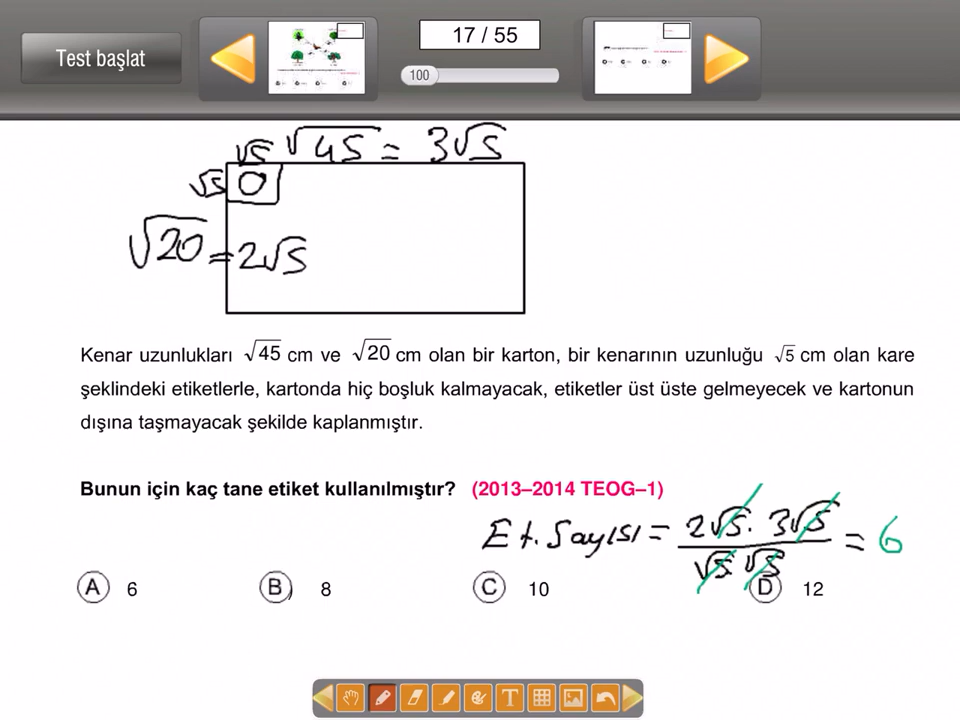 Test başlat
17 / 55
100
√5 √45 = 3√5
√5
√20 = 2√5
Kenar uzunlukları √45 cm ve √20 cm olan bir karton, bir kenarının uzunluğu √5 cm olan kare
şeklindeki etiketlerle, kartonda hiç boşluk kalmayacak, etiketler üst üste gelmeyecek ve kartonun
dışına taşmayacak şekilde kaplanmıştır.
Bunun için kaç tane etiket kullanılmıştır? (2013–2014 TEOG–1)
Et. Sayısı = 2√5 . 3√5 / √5 √5 = 6
A 6 B) 8 C 10 D 12
T